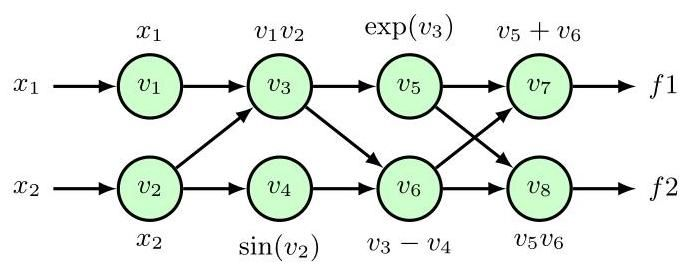 x₁ v₁v₂ exp(v₃) v₅ + v₆
x₁ v₁ v₃ v₅ v₇ f1
x₂ v₂ v₄ v₆ v₈ f2
x₂ sin(v₂) v₃ − v₄ v₅v₆